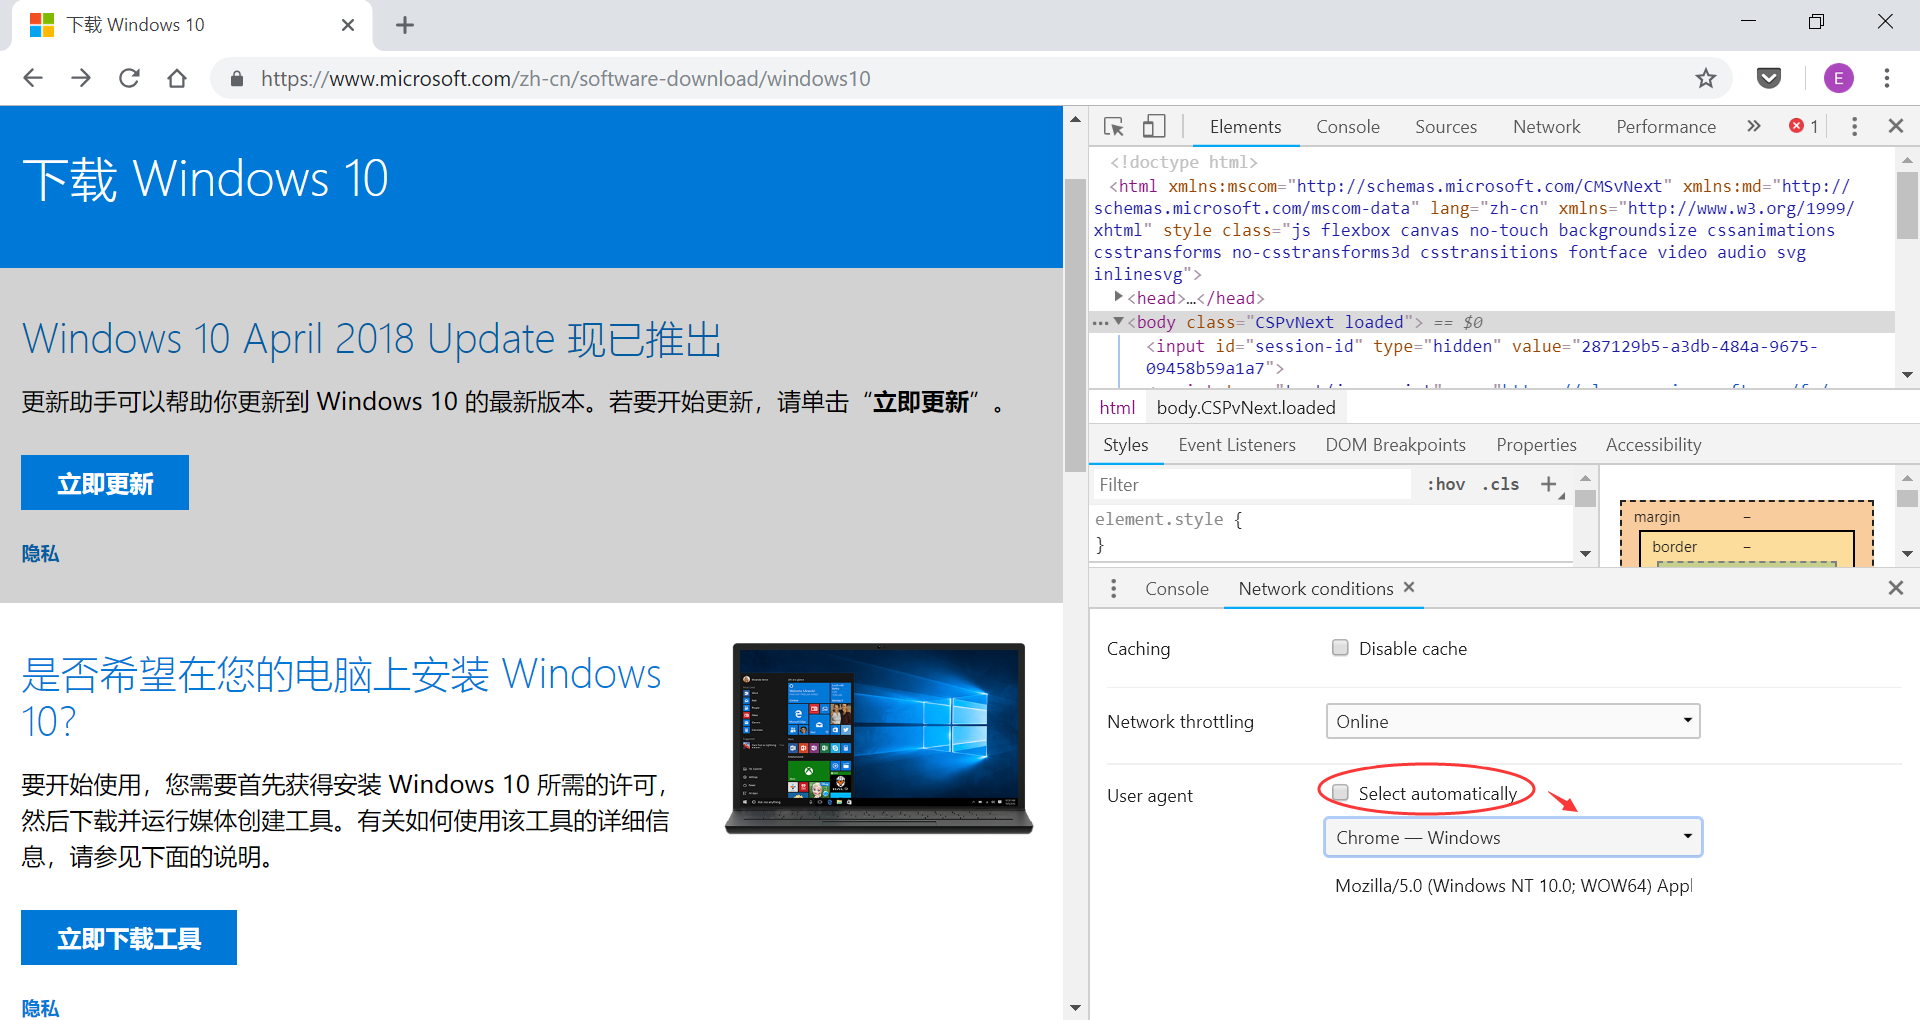 下载 Windows 10
https://www.microsoft.com/zh-cn/software-download/windows10
E
下载 Windows 10
Windows 10 April 2018 Update 现已推出
更新助手可以帮助你更新到 Windows 10 的最新版本。若要开始更新，请单击“立即更新”。
立即更新
隐私
是否希望在您的电脑上安装 Windows
10?
要开始使用，您需要首先获得安装 Windows 10 所需的许可，
然后下载并运行媒体创建工具。有关如何使用该工具的详细信
息，请参见下面的说明。
立即下载工具
隐私
Elements Console Sources Network Performance » 1
<!doctype html>
<html xmlns:mscom="http://schemas.microsoft.com/CMSvNext" xmlns:md="http://
schemas.microsoft.com/mscom-data" lang="zh-cn" xmlns="http://www.w3.org/1999/
xhtml" style class="js flexbox canvas no-touch backgroundsize cssanimations
csstransforms no-csstransforms3d csstransitions fontface video audio svg
inlinesvg">
<head>…</head>
<body class="CSPvNext loaded"> == $0
<input id="session-id" type="hidden" value="287129b5-a3db-484a-9675-
09458b59a1a7">
html body.CSPvNext.loaded
Styles Event Listeners DOM Breakpoints Properties Accessibility
Filter :hov .cls +
element.style {
}
margin –
border –
Console Network conditions
Caching Disable cache
Network throttling Online
User agent Select automatically
Chrome — Windows
Mozilla/5.0 (Windows NT 10.0; WOW64) Appl